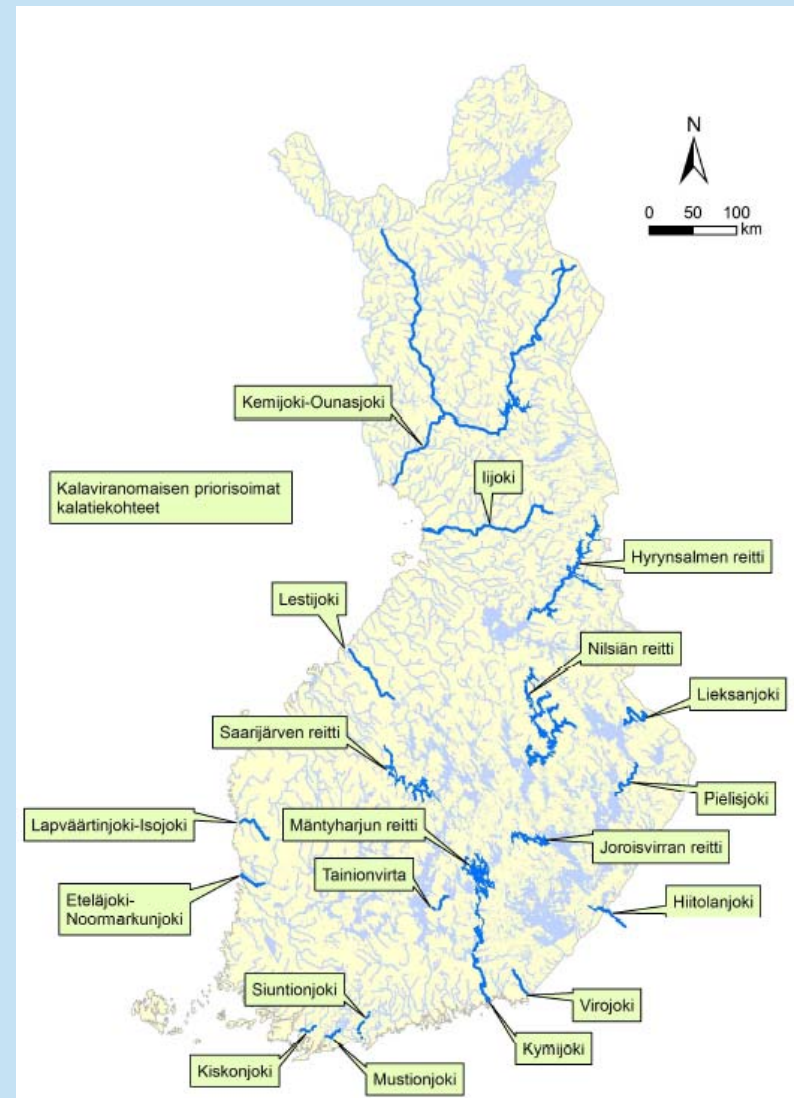 N
0 50 100
km
Kemijoki-Ounasjoki
Iijoki
Kalaviranomaisen priorisoimat
kalatiekohteet
Hyrynsalmen reitti
Lestijoki
Nilsiän reitti
Lieksanjoki
Saarijärven reitti
Pielisjoki
Lapväärtinjoki-Isojoki
Mäntyharjun reitti
Joroisvirran reitti
Tainionvirta
Eteläjoki-
Noormarkunjoki
Hiitolanjoki
Siuntionjoki
Virojoki
Kymijoki
Kiskonjoki
Mustionjoki